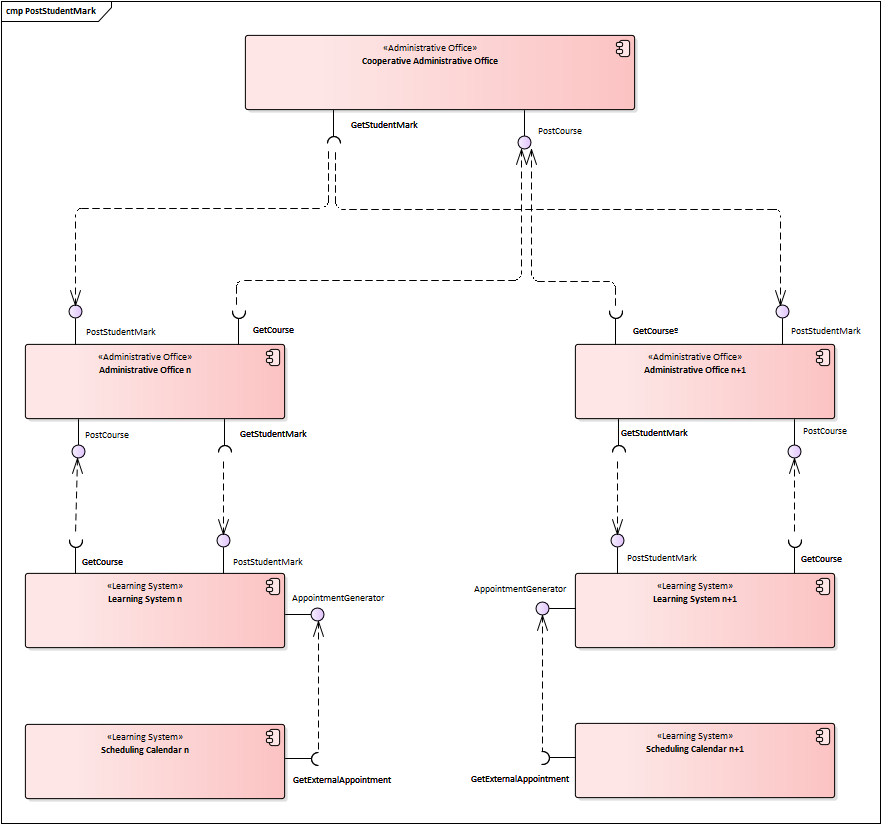 cmp PostStudentMark
«Administrative Office»
Cooperative Administrative Office
GetStudentMark
PostCourse
PostStudentMark
GetCourse
GetCourseº
PostStudentMark
«Administrative Office»
Administrative Office n
«Administrative Office»
Administrative Office n+1
PostCourse
GetStudentMark
GetStudentMark
PostCourse
GetCourse
PostStudentMark
PostStudentMark
GetCourse
«Learning System»
Learning System n
AppointmentGenerator
AppointmentGenerator
«Learning System»
Learning System n+1
«Learning System»
Scheduling Calendar n
«Learning System»
Scheduling Calendar n+1
GetExternalAppointment
GetExternalAppointment